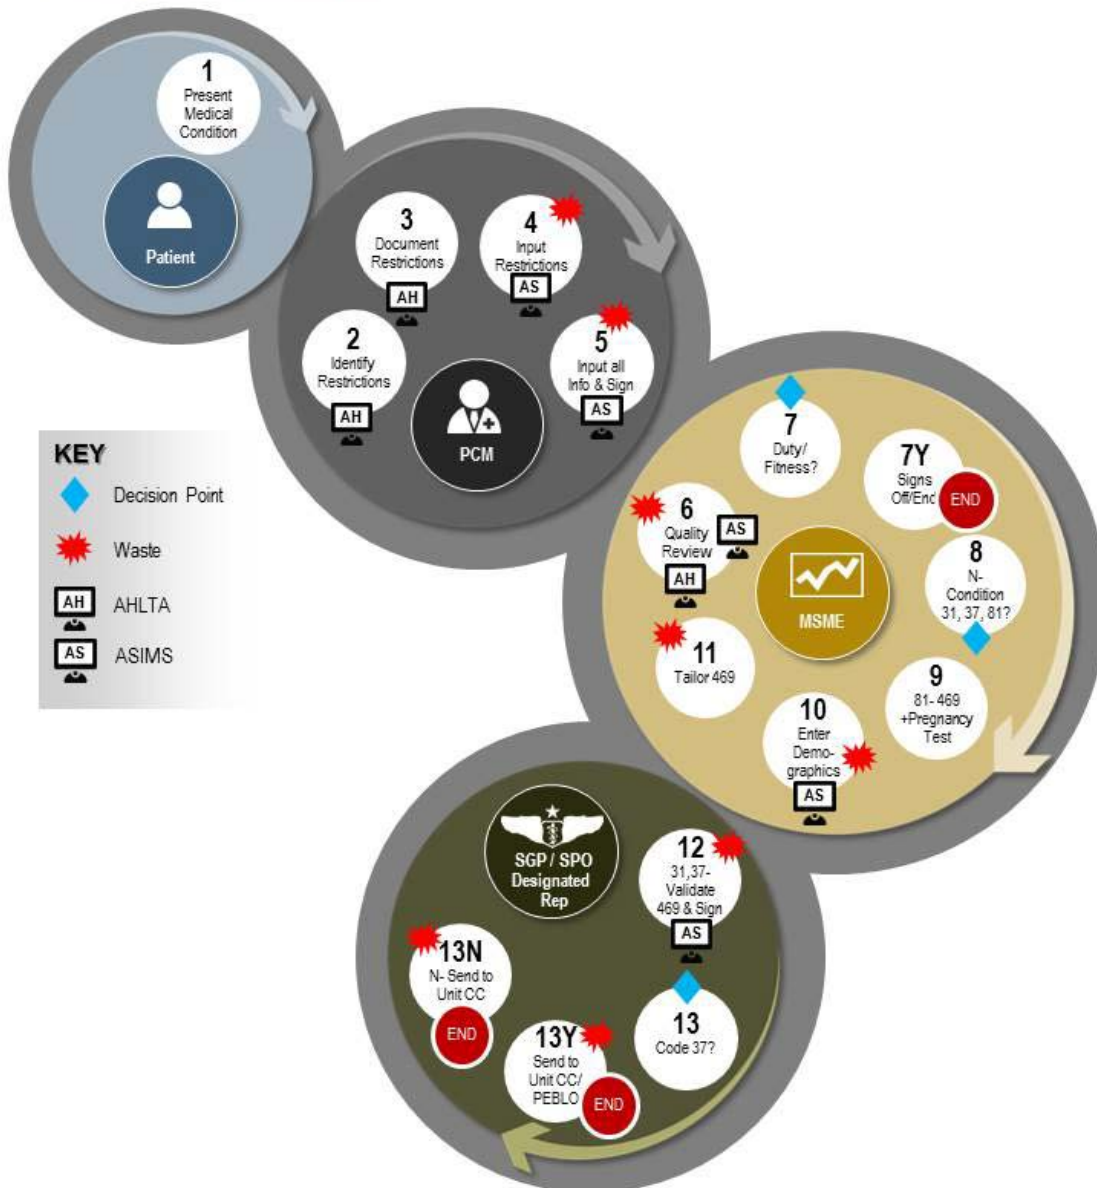 1
Present
Medical
Condition
Patient
3
Document
Restrictions
AH
4
Input
Restrictions
AS
2
Identify
Restrictions
AH
5
Input all
Info & Sign
AS
PCM
KEY
Decision Point
Waste
AH AHLTA
AS ASIMS
7
Duty/
Fitness?
7Y
Signs
Off/End
END
6
Quality
Review
AS
AH
8
N-
Condition
31, 37, 81?
MSME
11
Tailor 469
9
81- 469
+Pregnancy
Test
10
Enter
Demo-
graphics
AS
SGP / SPO
Designated
Rep
12
31,37-
Validate
469 & Sign
AS
13N
N- Send to
Unit CC
END
13
Code 37?
13Y
Send to
Unit CC/
PEBLO
END